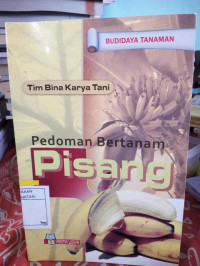 BUDIDAYA TANAMAN
Tim Bina Karya Tani
Pedoman Bertanam
Pisang